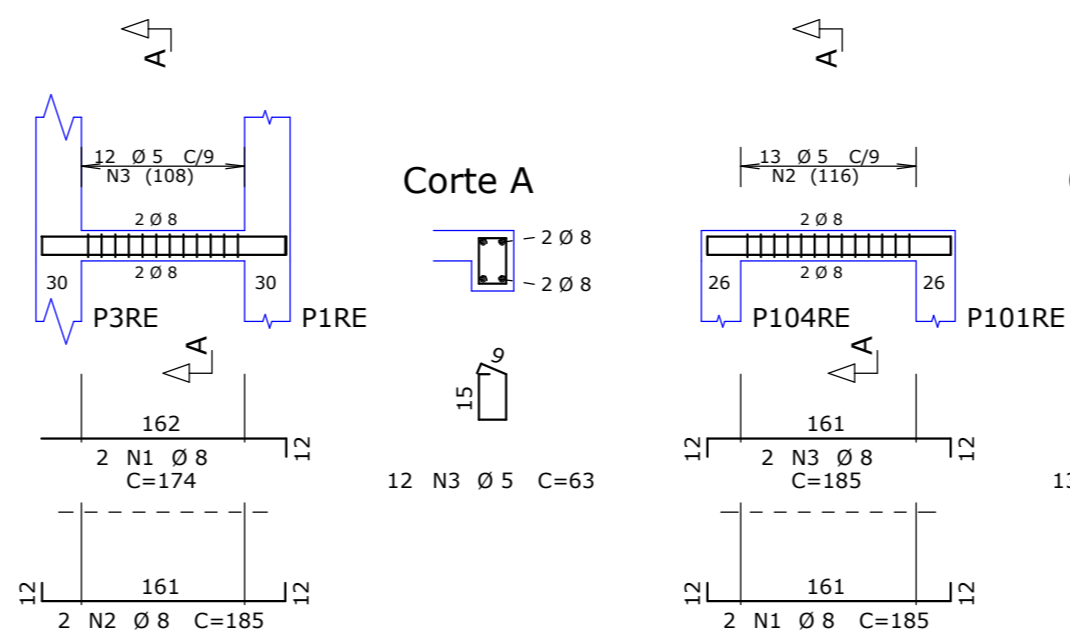 A
12 Ø 5 C/9
N3 (108)
2 Ø 8
2 Ø 8
30
30
P3RE
P1RE
A
162
12
2 N1 Ø 8
C=174
12
161
12
2 N2 Ø 8 C=185
Corte A
2 Ø 8
2 Ø 8
9
15
12 N3 Ø 5 C=63
A
13 Ø 5 C/9
N2 (116)
2 Ø 8
2 Ø 8
26
26
P104RE
P101RE
A
12
161
12
2 N3 Ø 8
C=185
12
161
12
2 N1 Ø 8 C=185